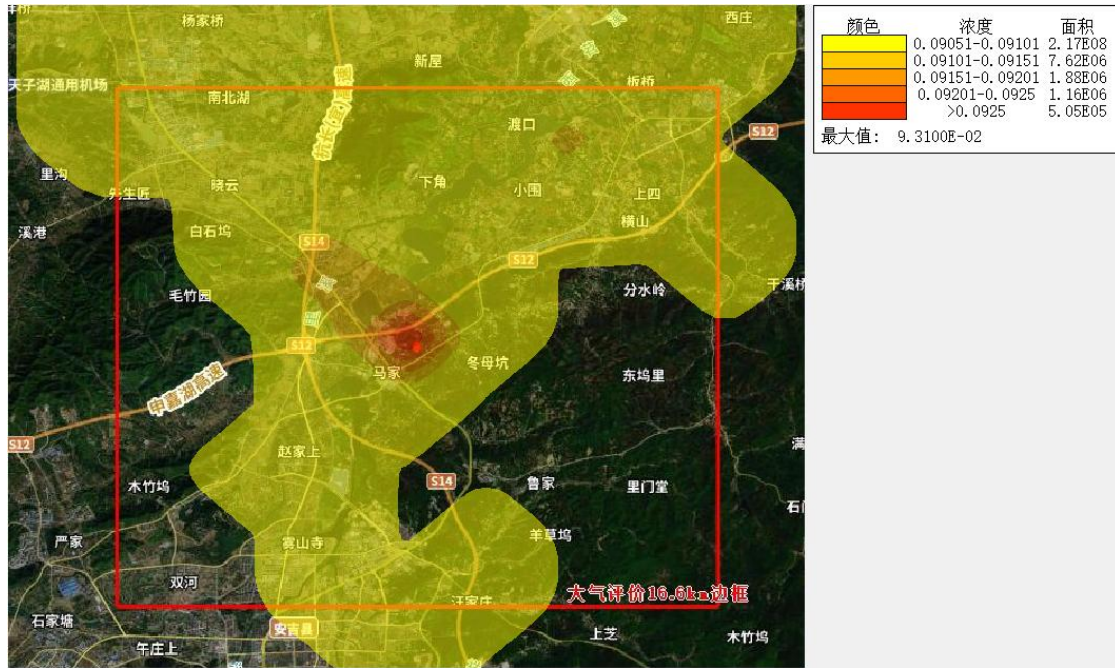 杨家桥
西庄
新屋
天子湖通用机场
板桥
南北湖
渡口
S12
里沟
先生匠
晓云
下角
小围
上四
横山
溪港
白石坞
S14
S12
毛竹园
分水岭
干溪桥
S12
马家
冬母坑
东坞里
申嘉湖高速
S12
赵家上
木竹坞
S14
鲁家
里门堂
严家
雾山寺
羊草坞
双河
汪家庄
大气评价16.6km边框
石家塘
安吉县
午庄上
上芝
木竹坞
颜色 浓度 面积
0.09051-0.09101 2.17E08
0.09101-0.09151 7.62E06
0.09151-0.09201 1.88E06
0.09201-0.0925 1.16E06
>0.0925 5.05E05
最大值: 9.3100E-02